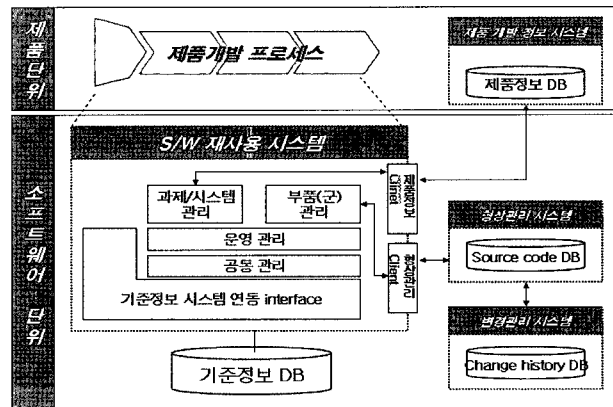 제품단위
제품개발 프로세스
제품 개발 정보 시스템
제품정보 DB
소프트웨어 단위
S/W 재사용 시스템
과제/시스템
관리
부품(군)
관리
제품정보
Clinet
운영 관리
공통 관리
기준정보 시스템 연동 interface
형상관리
Client
형상관리 시스템
Source code DB
변경관리 시스템
Change history DB
기준정보 DB